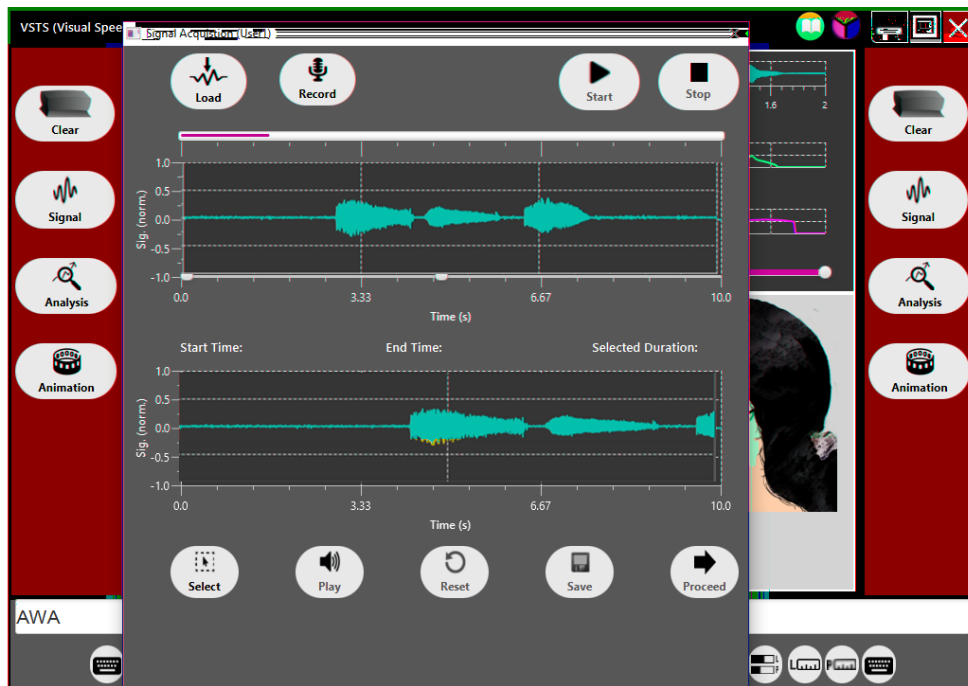 VSTS (Visual Spee
Signal Acquistion (User)
Load
Record
Start
Stop
Clear
Signal
Analysis
Animation
1.6
2
Clear
Signal
Analysis
Animation
1.0
0.5
0.0
-0.5
-1.0
Sig. (norm.)
0.0 3.33 6.67 10.0
Time (s)
Start Time: End Time: Selected Duration:
1.0
0.5
0.0
-0.5
-1.0
Sig. (norm.)
0.0 3.33 6.67 10.0
Time (s)
Select
Play
Reset
Save
Proceed
AWA
L
P
L
P